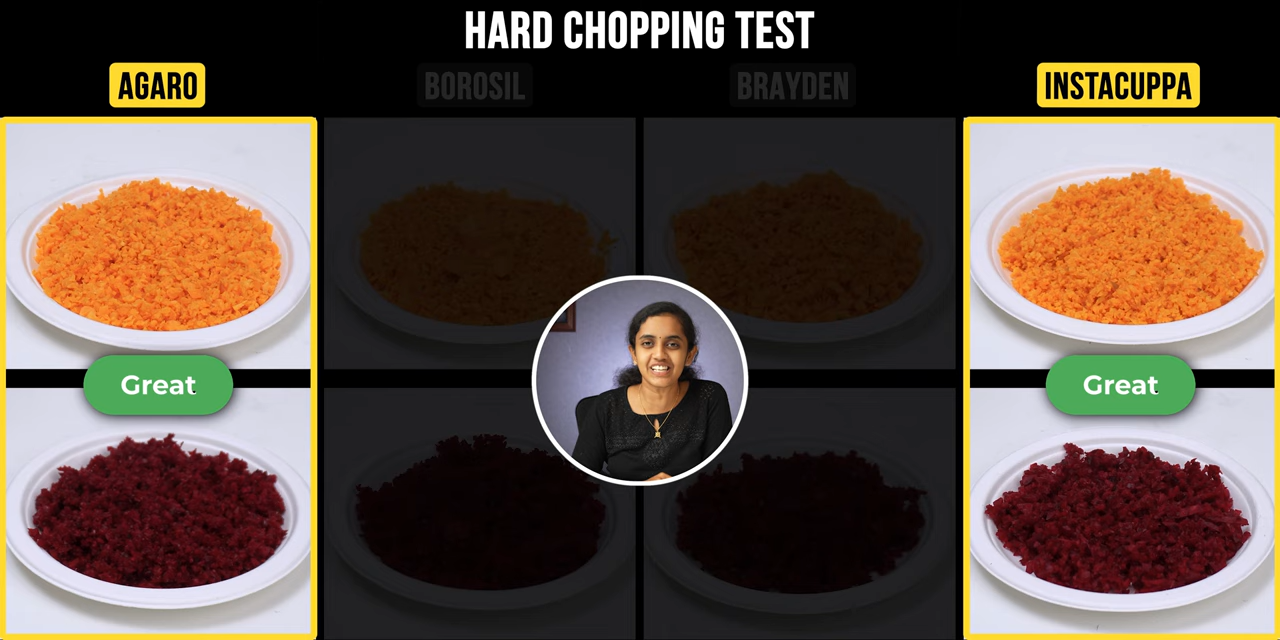 HARD CHOPPING TEST
AGARO
BOROSIL
BRAYDEN
INSTACUPPA
Great
Great